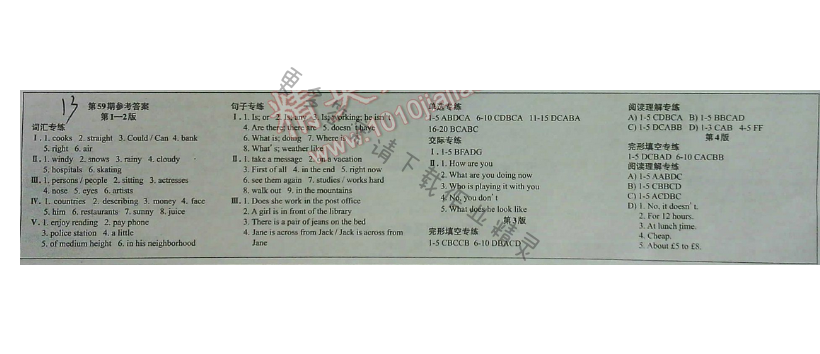 13
第59期参考答案
第1—2版
词汇专练
Ⅰ. 1. cooks 2. straight 3. Could / Can 4. bank
5. right 6. air
Ⅱ. 1. windy 2. snows 3. rainy 4. cloudy
5. hospitals 6. skating
Ⅲ. 1. persons / people 2. sitting 3. actresses
4. nose 5. eyes 6. artists
Ⅳ. 1. countries 2. describing 3. money 4. face
5. him 6. restaurants 7. sunny 8. juice
Ⅴ. 1. enjoy reading 2. pay phone
3. police station 4. a little
5. of medium height 6. in his neighborhood
句子专练
Ⅰ. 1. Is; or 2. Is; any 3. Is; working; he isn't
4. Are there; there are 5. doesn't have
6. What is; doing 7. Where is
8. What's; weather like
Ⅱ. 1. take a message 2. on a vacation
3. First of all 4. in the end 5. right now
6. see them again 7. studies / works hard
8. walk out 9. in the mountains
Ⅲ. 1. Does she work in the post office
2. A girl is in front of the library
3. There is a pair of jeans on the bed
4. Jane is across from Jack / Jack is across from
Jane
单选专练
1-5 ABDCA 6-10 CDBCA 11-15 DCABA
16-20 BCABC
交际专练
Ⅰ. 1-5 BFADG
Ⅱ. 1. How are you
2. What are you doing now
3. Who is playing it with you
4. No, you don't
5. What does he look like
第3版
完形填空专练
1-5 CBCCB 6-10 DBACD
阅读理解专练
A) 1-5 CDBCA B) 1-5 BBCAD
C) 1-5 DCABB D) 1-3 CAB 4-5 FF
第4版
完形填空专练
1-5 DCBAD 6-10 CACBB
阅读理解专练
A) 1-5 AABDC
B) 1-5 CBBCD
C) 1-5 ACDBC
D) 1. No, it doesn't.
2. For 12 hours.
3. At lunch time.
4. Cheap.
5. About £5 to £8.